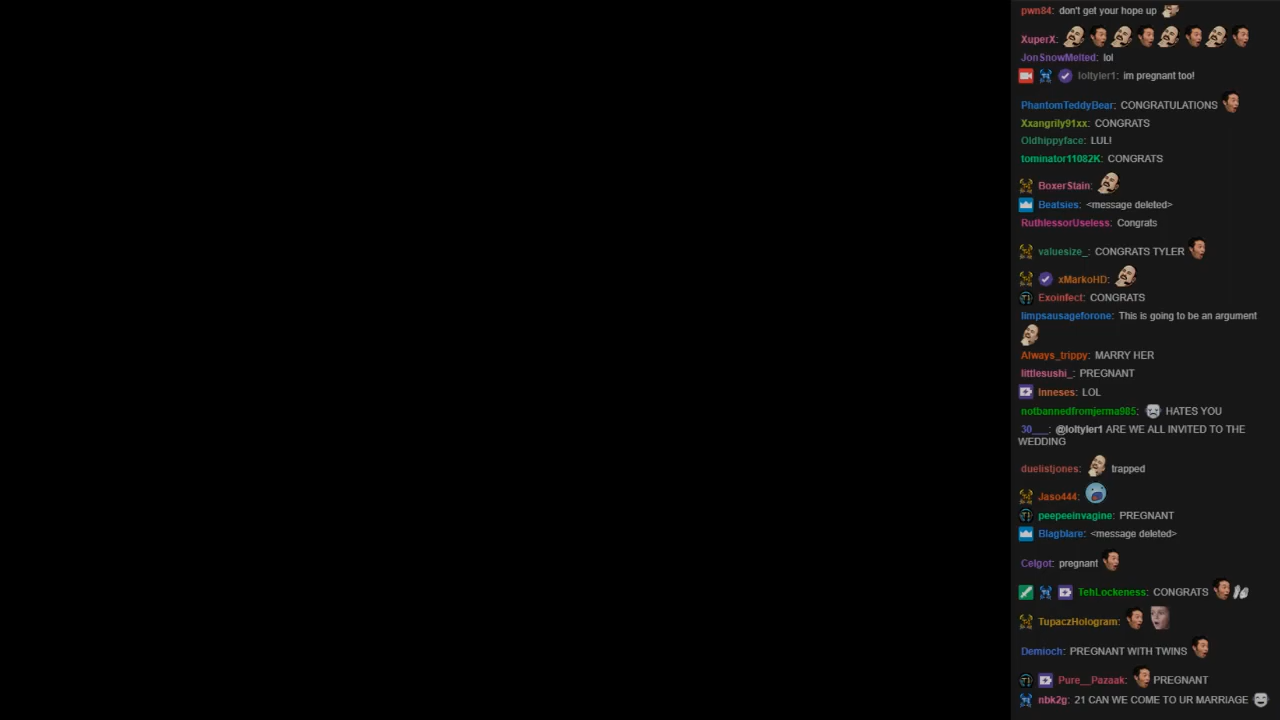 pwn84: don't get your hope up
XuperX:
JonSnowMelted: lol
loltyler1: im pregnant too!
PhantomTeddyBear: CONGRATULATIONS
Xxangrily91xx: CONGRATS
Oldhippyface: LUL!
tominator11082K: CONGRATS
BoxerStain:
Beatsies: <message deleted>
RuthlessorUseless: Congrats
valuesize_: CONGRATS TYLER
xMarkoHD:
Exoinfect: CONGRATS
limpsausageforone: This is going to be an argument
Always_trippy: MARRY HER
littlesushi_: PREGNANT
Inneses: LOL
notbannedfromjerma985: HATES YOU
30___: @loltyler1 ARE WE ALL INVITED TO THE
WEDDING
duelistjones: trapped
Jaso444:
peepeeinvagine: PREGNANT
Blagblare: <message deleted>
Celgot: pregnant
TehLockeness: CONGRATS
TupaczHologram:
Demioch: PREGNANT WITH TWINS
Pure__Pazaak: PREGNANT
nbk2g: 21 CAN WE COME TO UR MARRIAGE